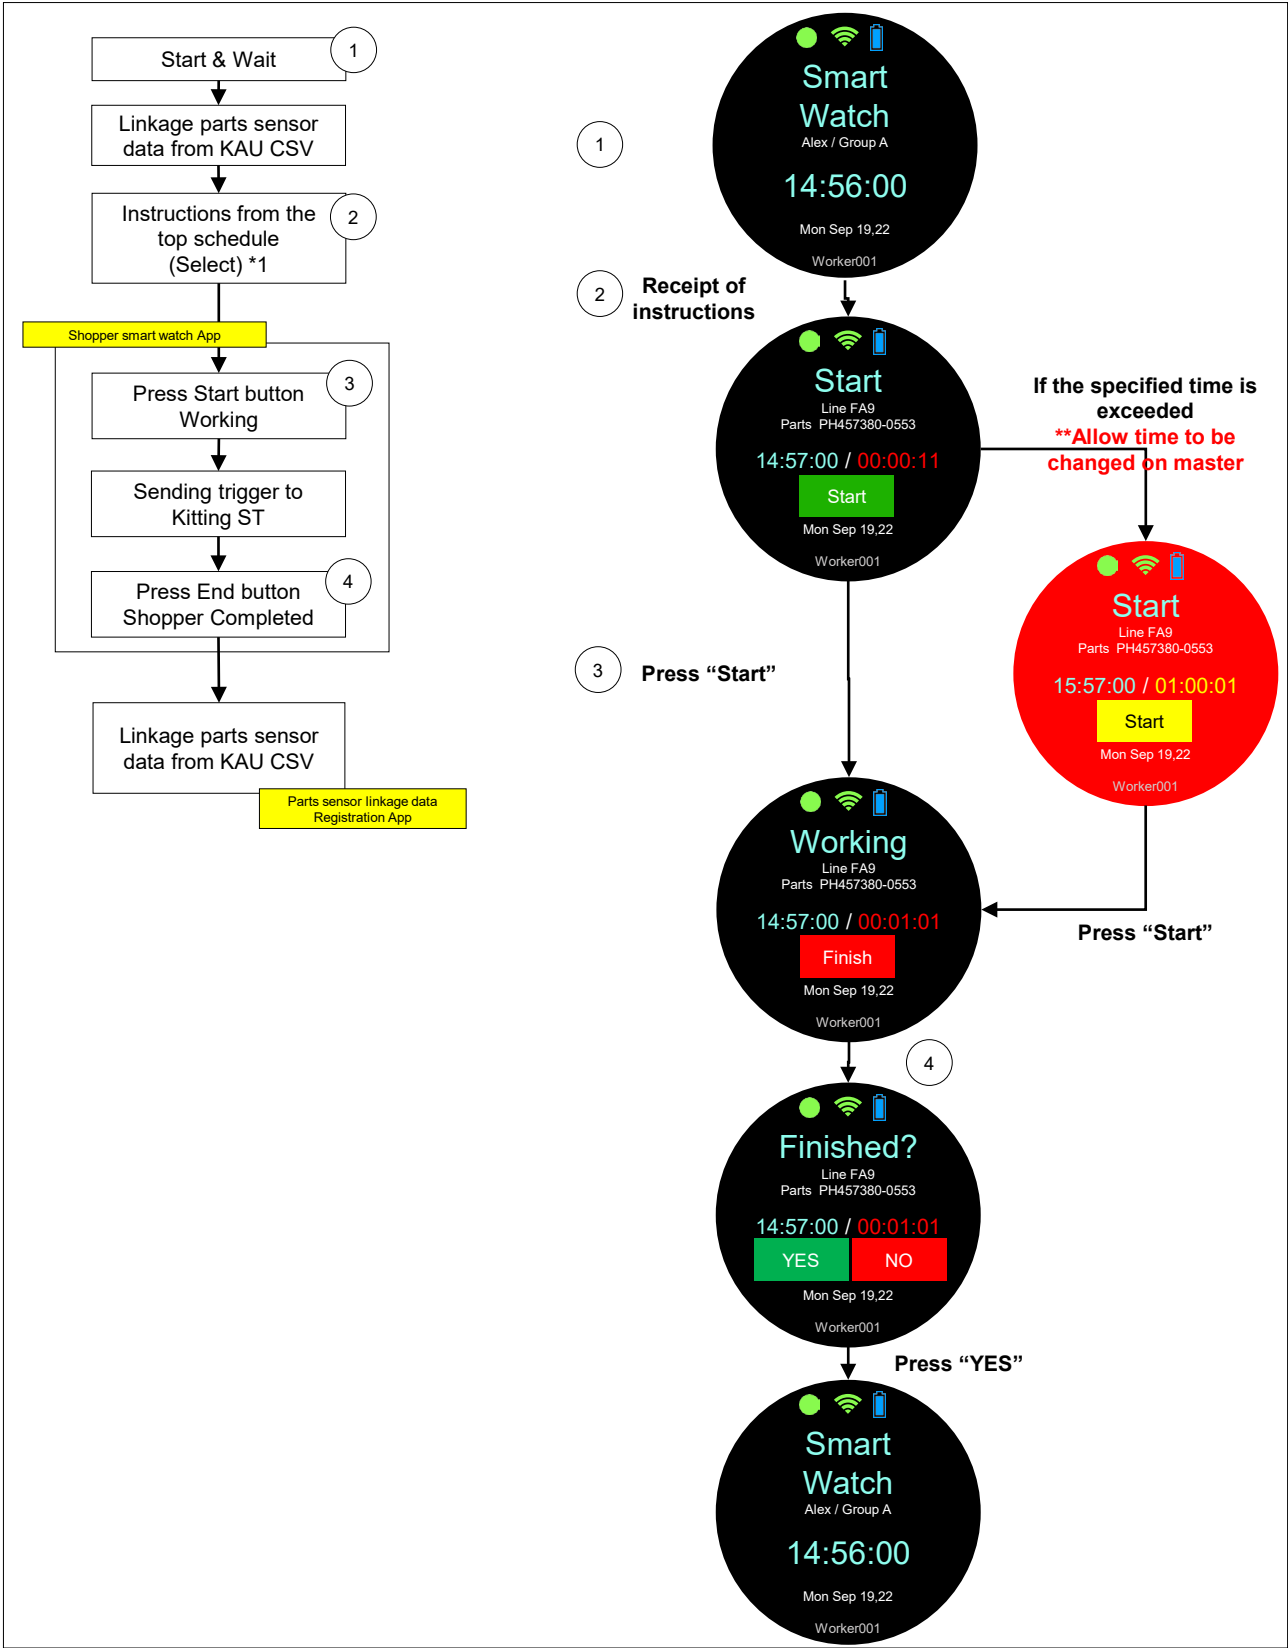 Start & Wait
1
Linkage parts sensor
data from KAU CSV
Instructions from the
top schedule
(Select) *1
2
Shopper smart watch App
Press Start button
Working
3
Sending trigger to
Kitting ST
Press End button
Shopper Completed
4
Linkage parts sensor
data from KAU CSV
Parts sensor linkage data
Registration App
1
Smart
Watch
Alex / Group A
14:56:00
Mon Sep 19,22
Worker001
2
Receipt of
instructions
Start
Line FA9
Parts PH457380-0553
14:57:00 / 00:00:11
Start
Mon Sep 19,22
Worker001
If the specified time is
exceeded
**Allow time to be
changed on master
Start
Line FA9
Parts PH457380-0553
15:57:00 / 01:00:01
Start
Mon Sep 19,22
Worker001
3
Press “Start”
Working
Line FA9
Parts PH457380-0553
14:57:00 / 00:01:01
Finish
Mon Sep 19,22
Worker001
Press “Start”
4
Finished?
Line FA9
Parts PH457380-0553
14:57:00 / 00:01:01
YES
NO
Mon Sep 19,22
Worker001
Press “YES”
Smart
Watch
Alex / Group A
14:56:00
Mon Sep 19,22
Worker001